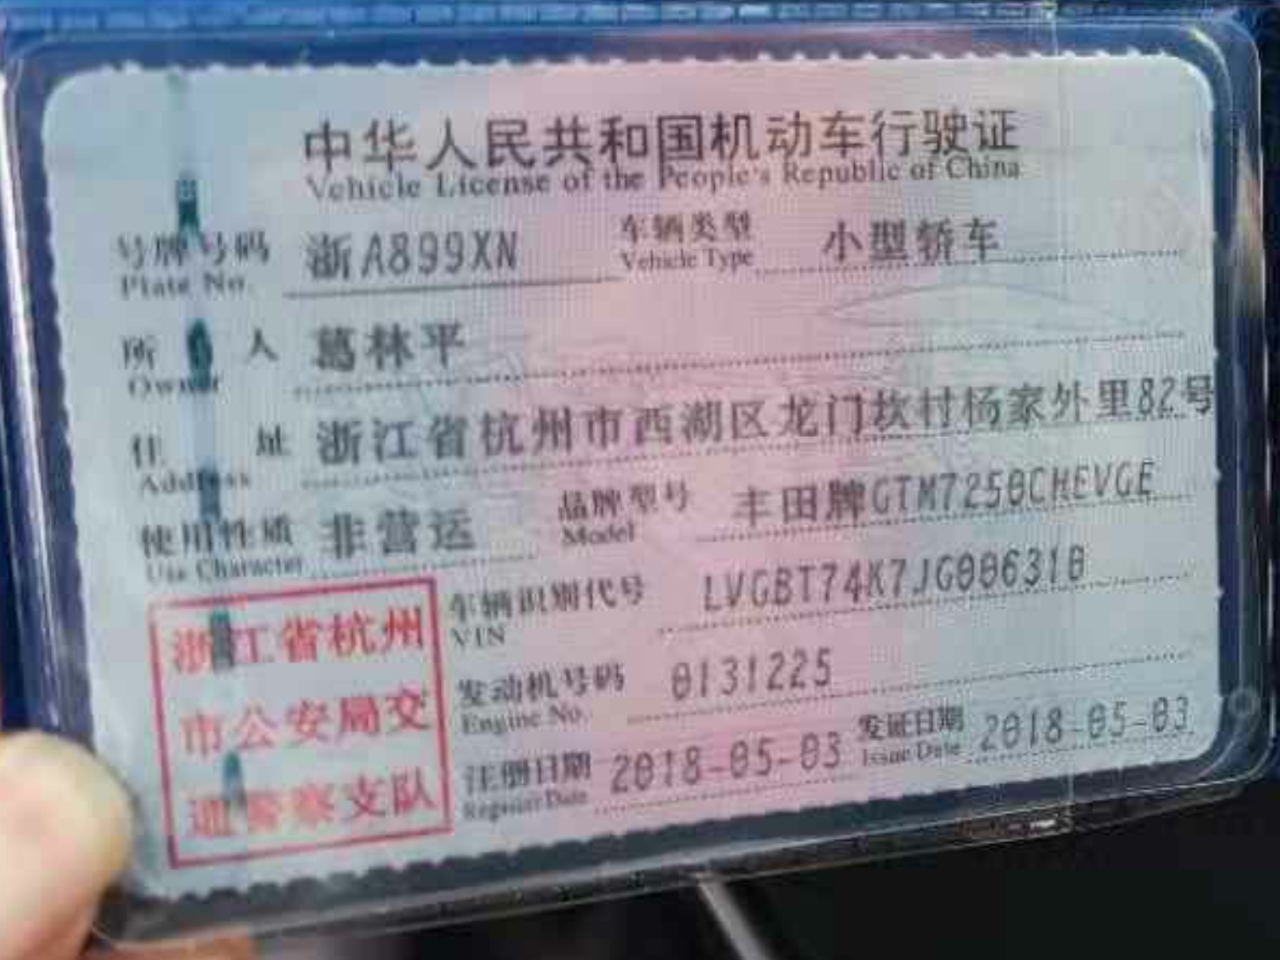 中华人民共和国机动车行驶证
Vehicle License of the People's Republic of China
号牌号码 浙A899XN 车辆类型 小型轿车
Plate No. Vehicle Type
所 人 葛林平
Owner
住 址 浙江省杭州市西湖区龙门坎村杨家外里82号
Address
使用性质 非营运 品牌型号 丰田牌GTM7250CHEVGE
Use Character Model
车辆识别代号 LVGBT74K7JG006310
VIN
发动机号码 0131225
Engine No.
注册日期 2018-05-03 发证日期 2018-05-03
Register Date Issue Date
浙江省杭州
市公安局交
通警察支队